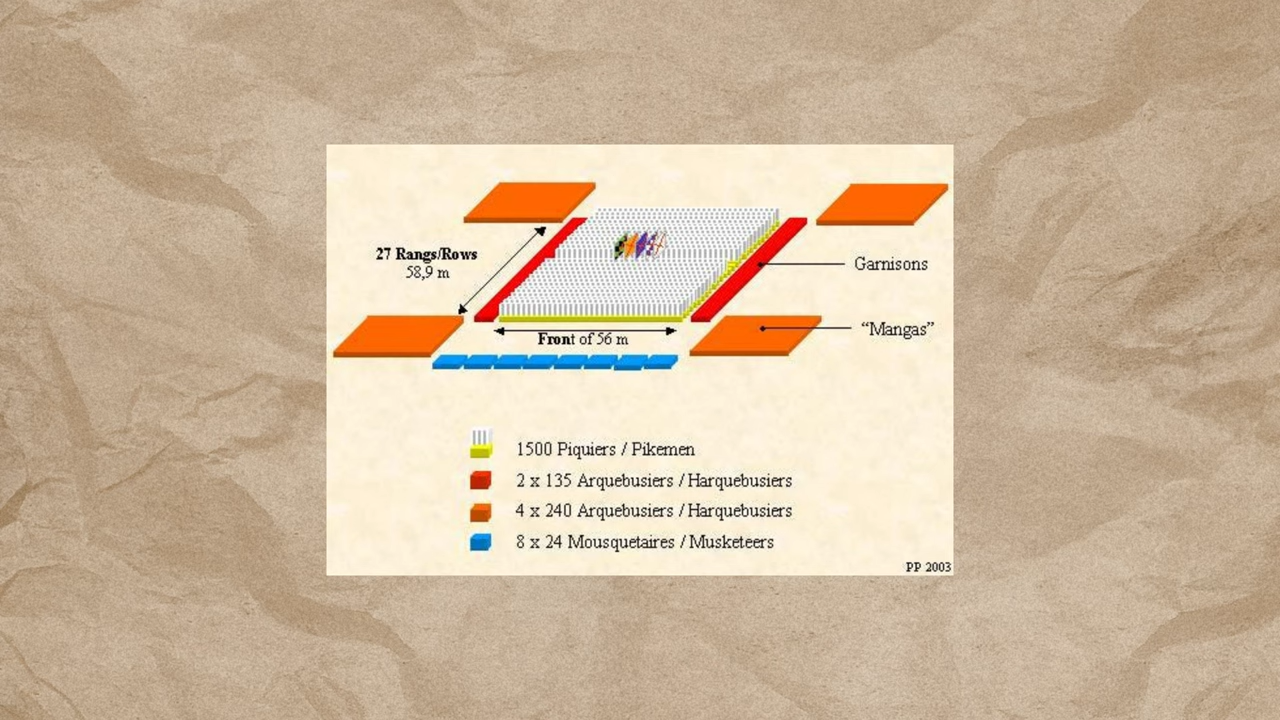 27 Rangs/Rows
58,9 m
Garnisons
“Mangas”
Front of 56 m
1500 Piquiers / Pikemen
2 x 135 Arquebusiers / Harquebusiers
4 x 240 Arquebusiers / Harquebusiers
8 x 24 Mousquetaires / Musketeers
PP 2003